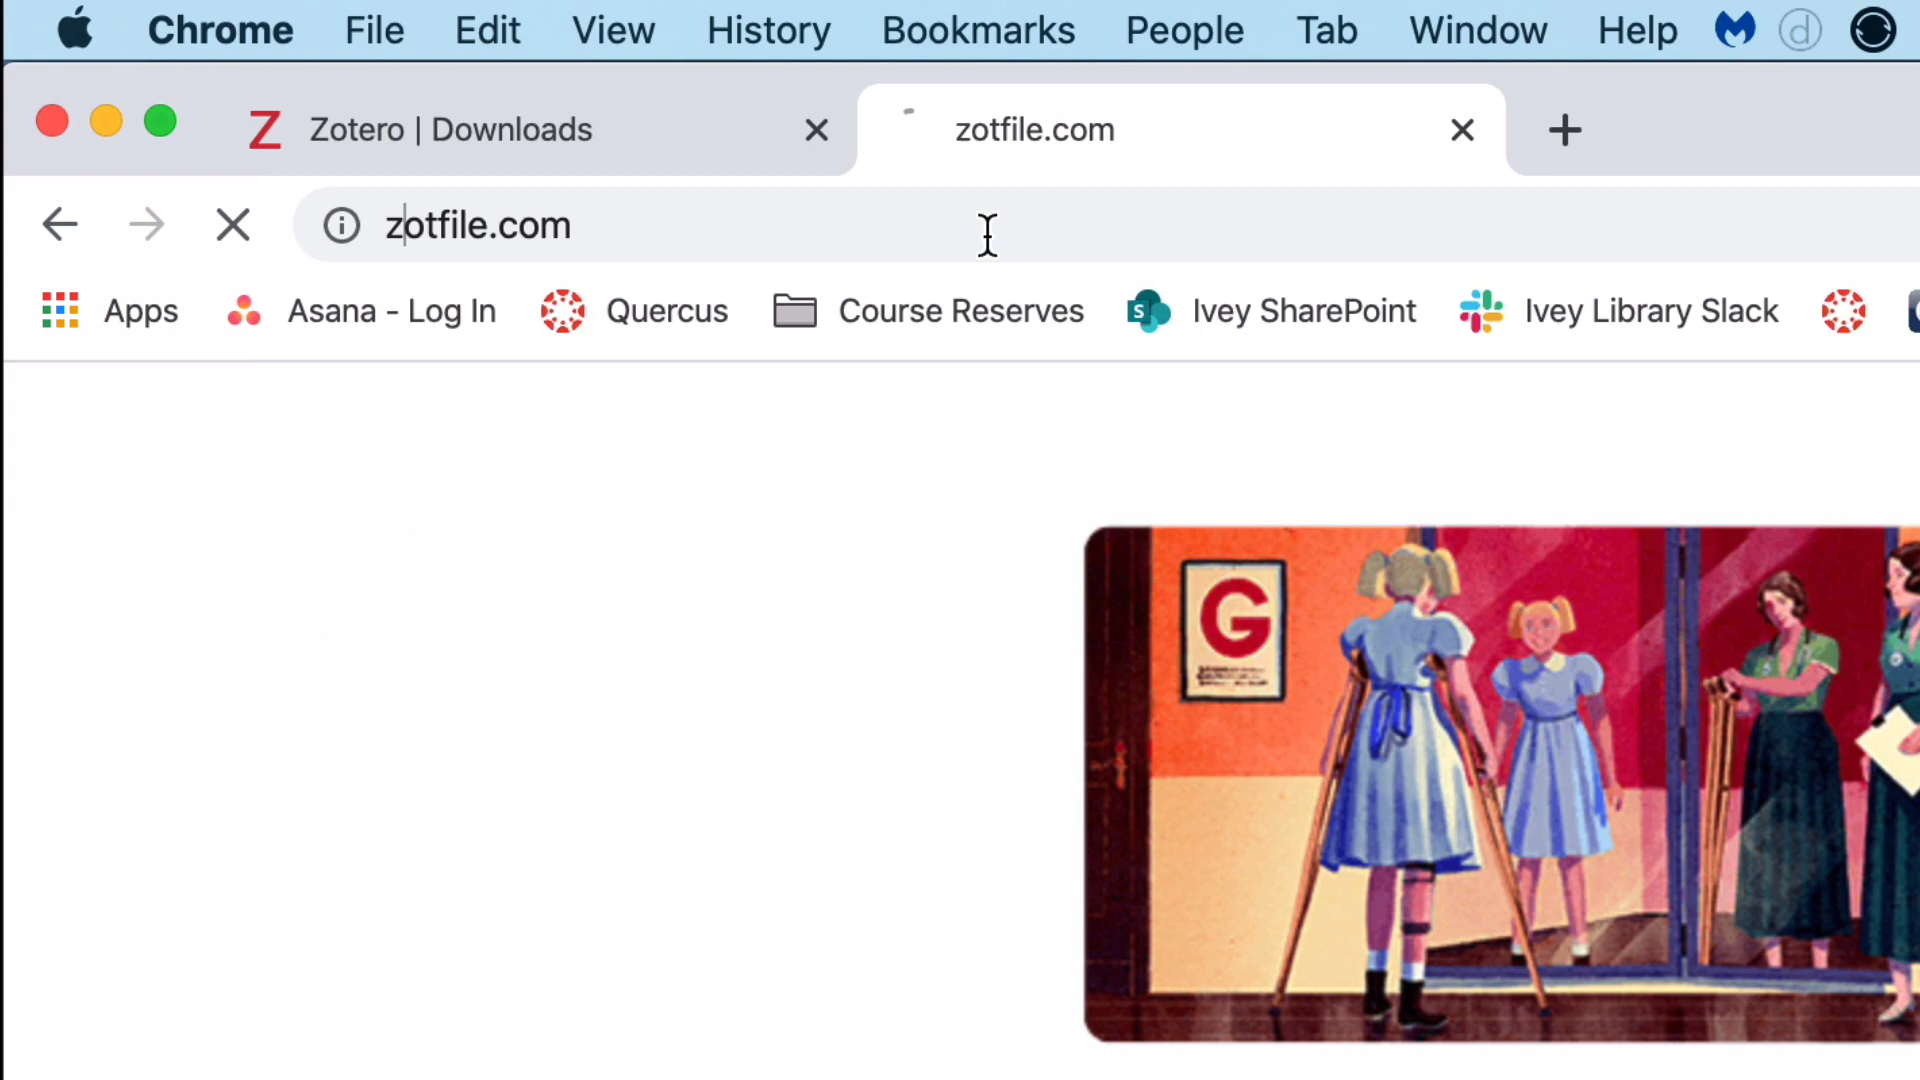 Chrome File Edit View History Bookmarks People Tab Window Help
Zotero | Downloads zotfile.com
zotfile.com
Apps Asana - Log In Quercus Course Reserves Ivey SharePoint Ivey Library Slack
G